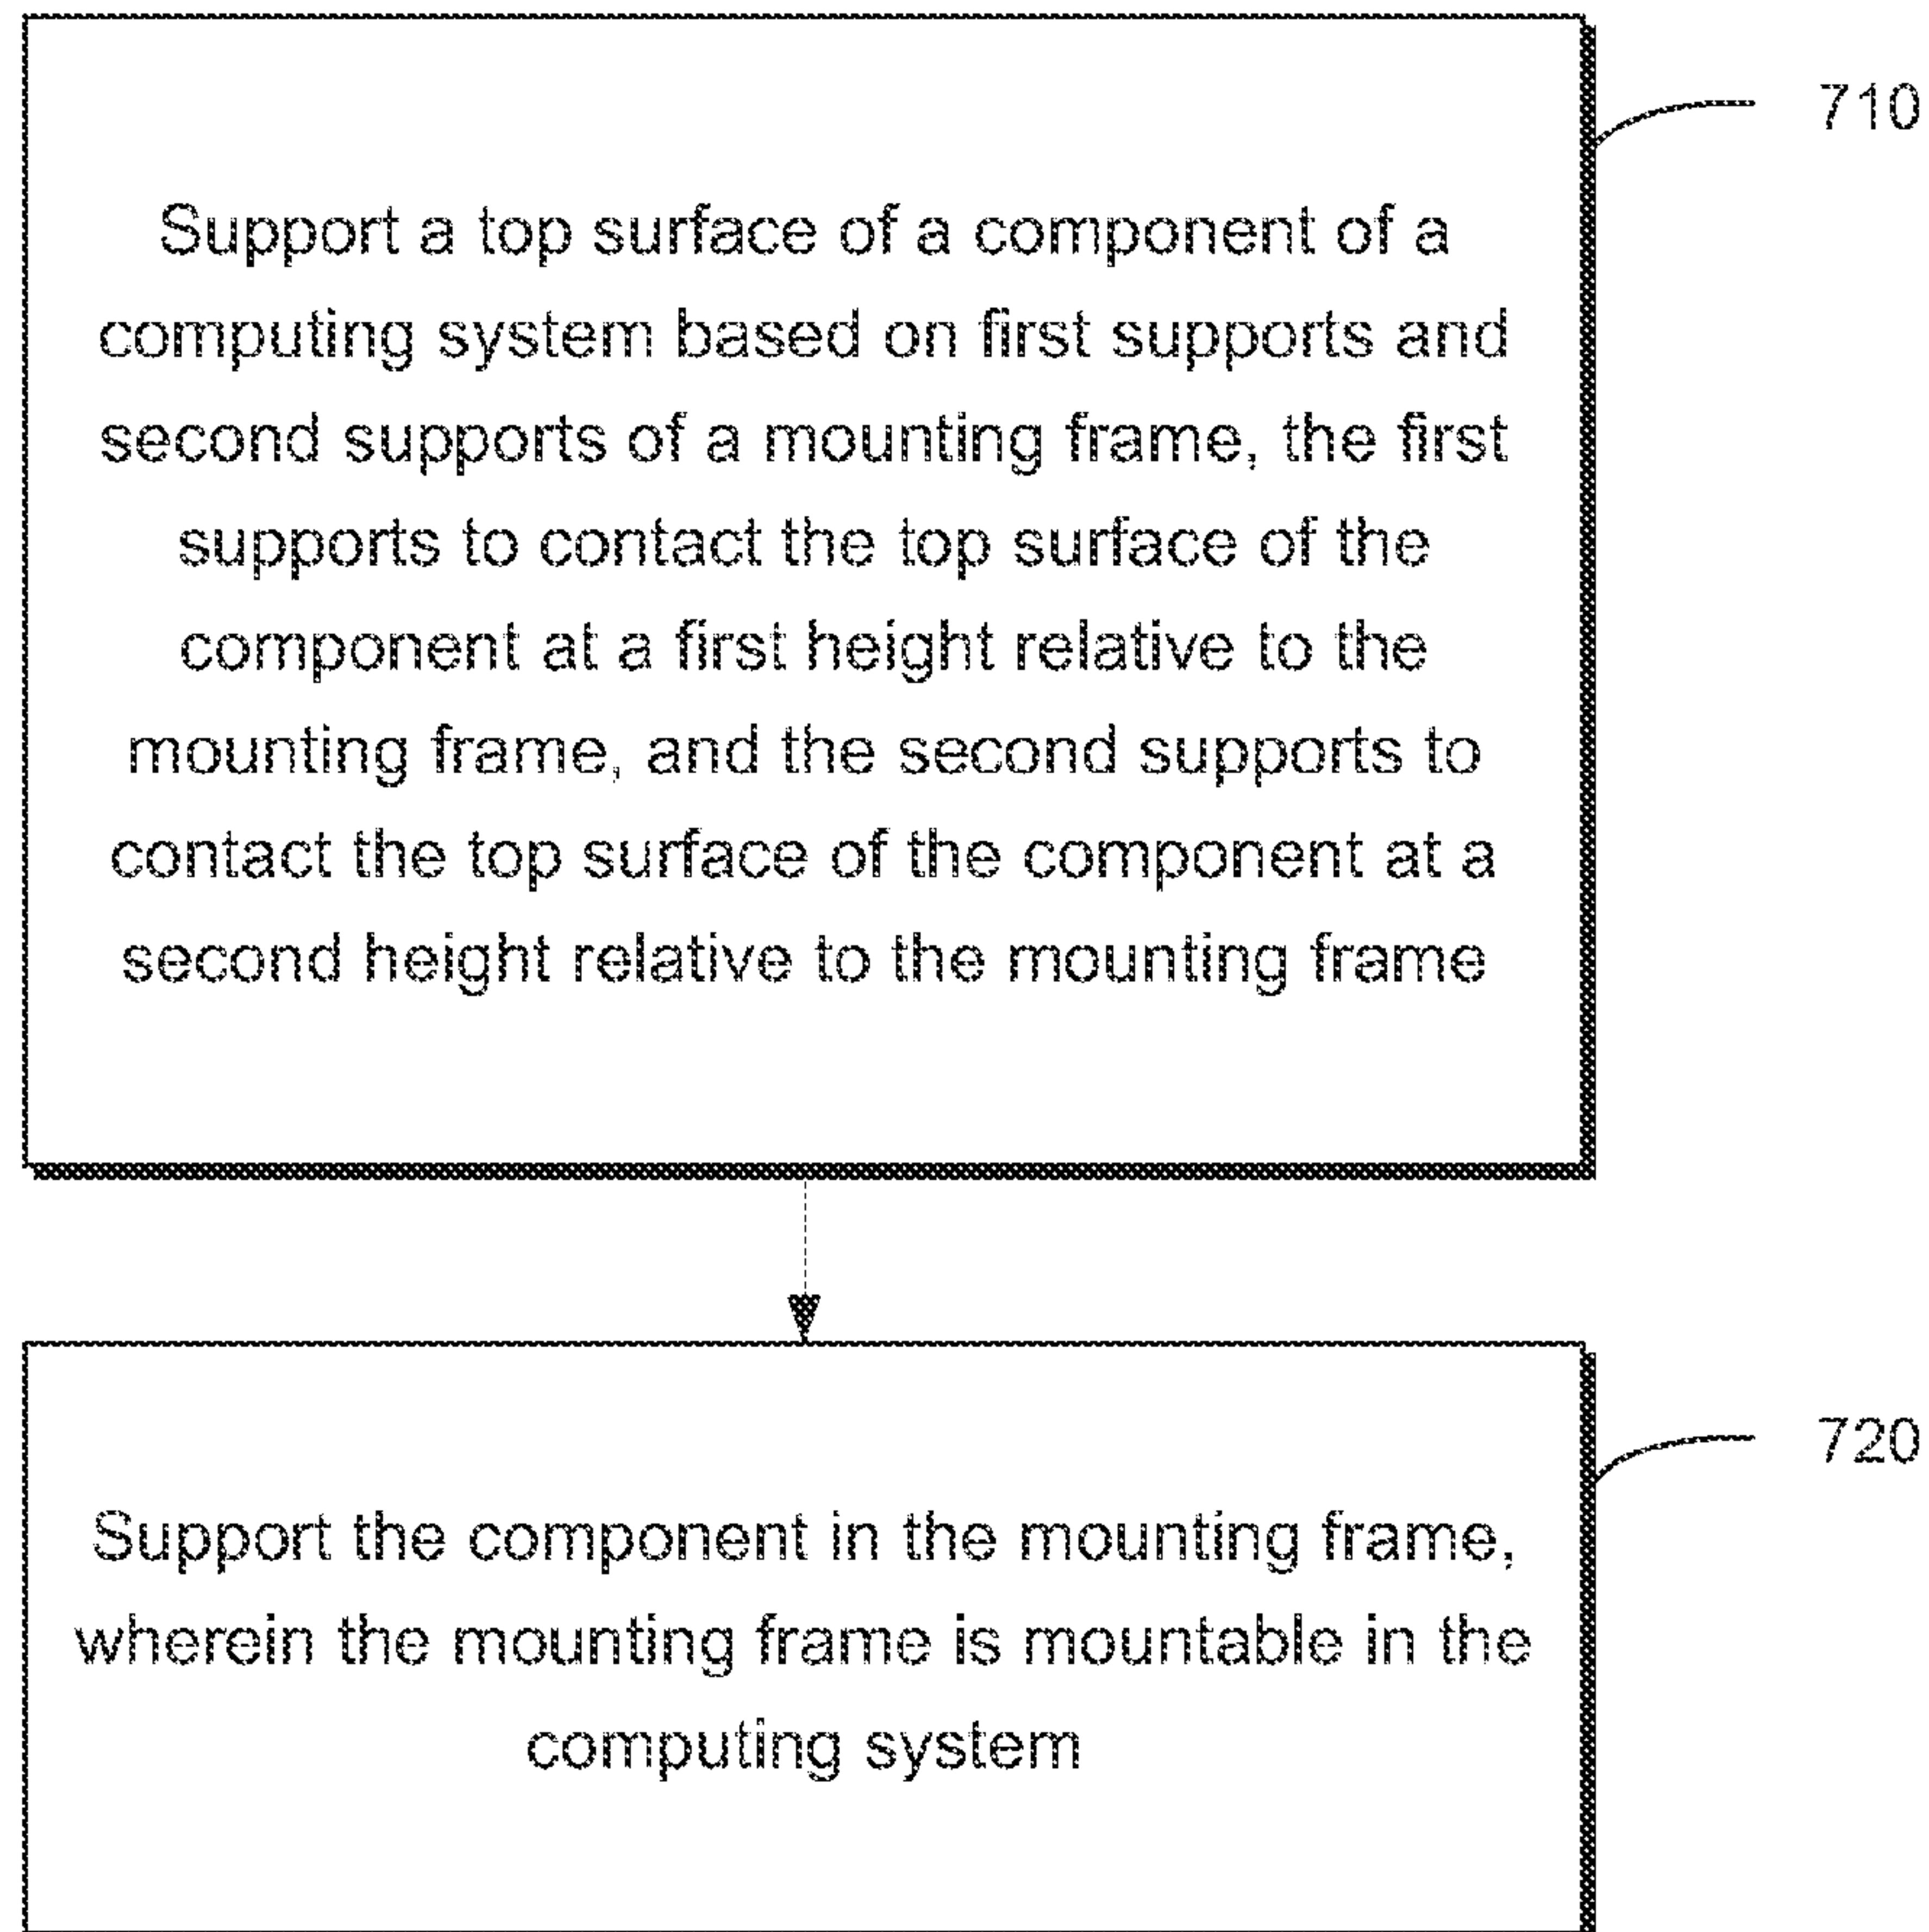 710
Support a top surface of a component of a
computing system based on first supports and
second supports of a mounting frame, the first
supports to contact the top surface of the
component at a first height relative to the
mounting frame, and the second supports to
contact the top surface of the component at a
second height relative to the mounting frame
720
Support the component in the mounting frame,
wherein the mounting frame is mountable in the
computing system